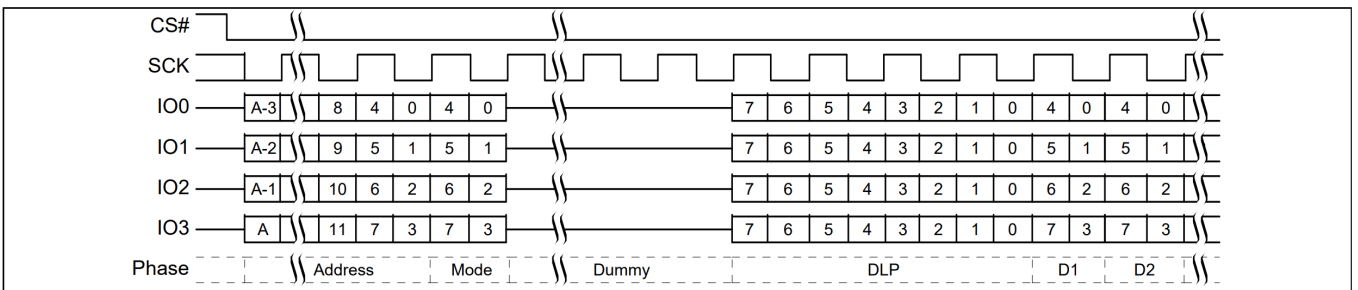 CS#
SCK
IO0 A-3 8 4 0 4 0 7 6 5 4 3 2 1 0 4 0 4 0
IO1 A-2 9 5 1 5 1 7 6 5 4 3 2 1 0 5 1 5 1
IO2 A-1 10 6 2 6 2 7 6 5 4 3 2 1 0 6 2 6 2
IO3 A 11 7 3 7 3 7 6 5 4 3 2 1 0 7 3 7 3
Phase Address Mode Dummy DLP D1 D2